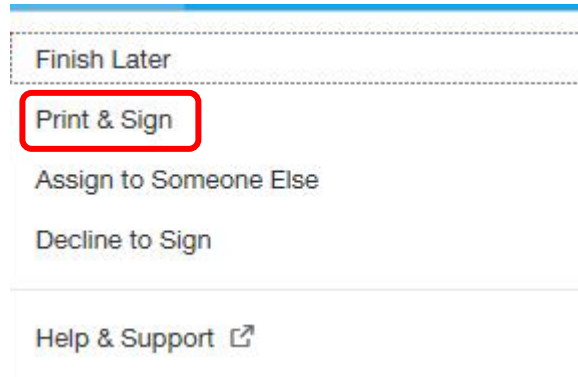 Finish Later
Print & Sign
Assign to Someone Else
Decline to Sign
Help & Support